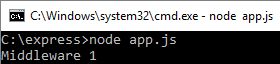 C:\Windows\system32\cmd.exe - node app.js
C:\express>node app.js
Middleware 1